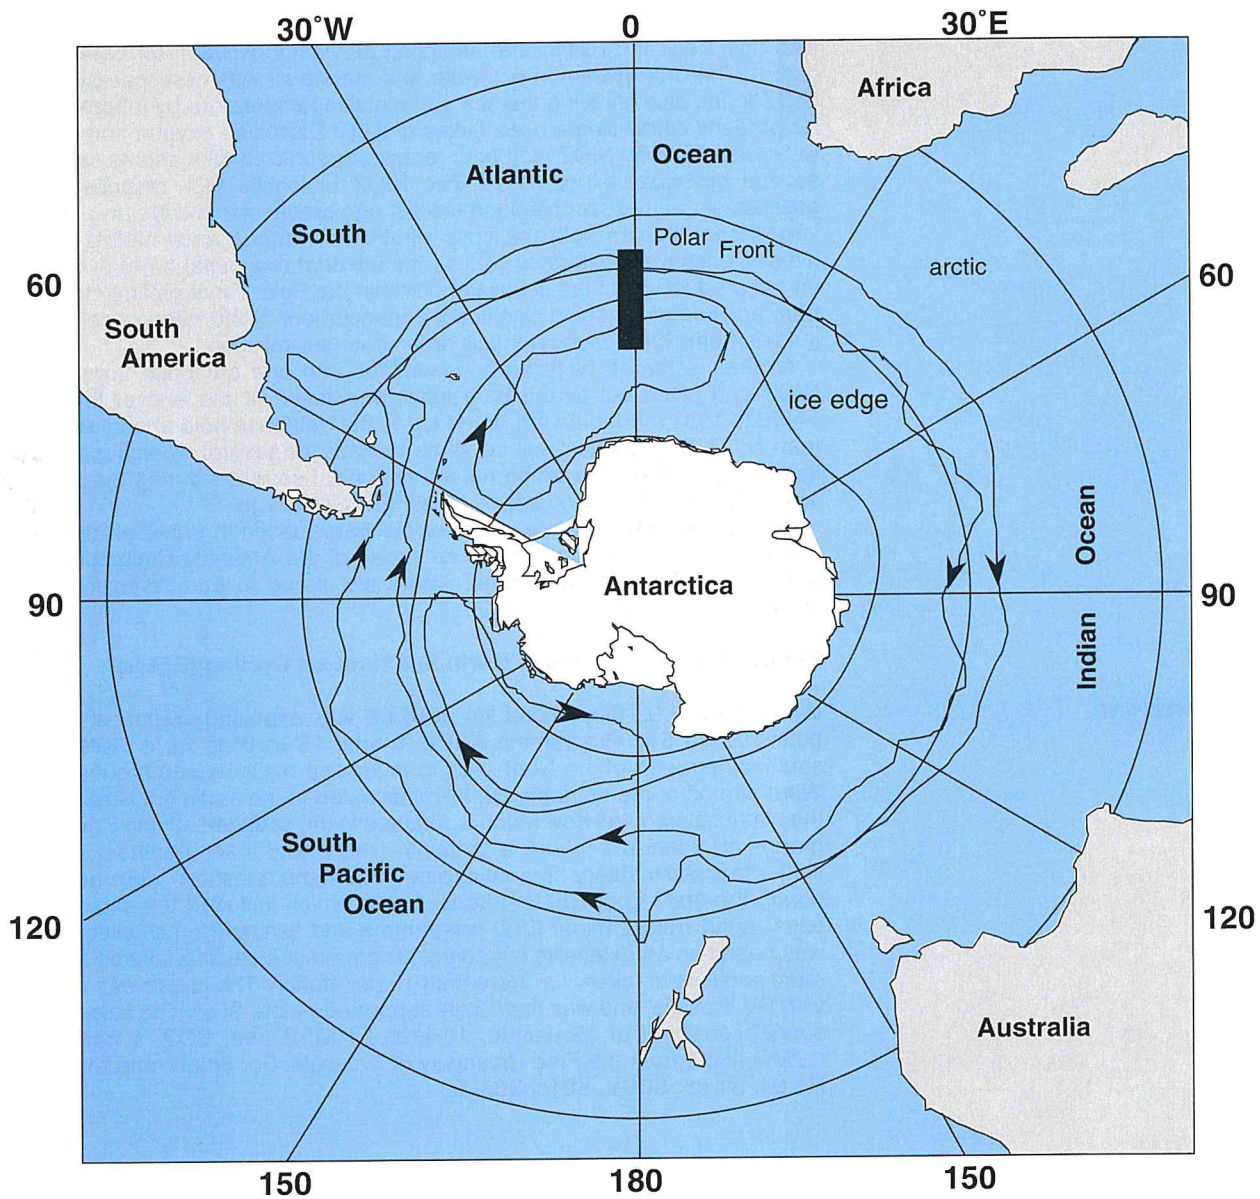 30°W
0
30°E
Africa
Atlantic
Ocean
South
Polar
Front
arctic
60
60
South
America
ice edge
Ocean
Indian
Antarctica
90
90
South
Pacific
Ocean
120
120
Australia
150
180
150